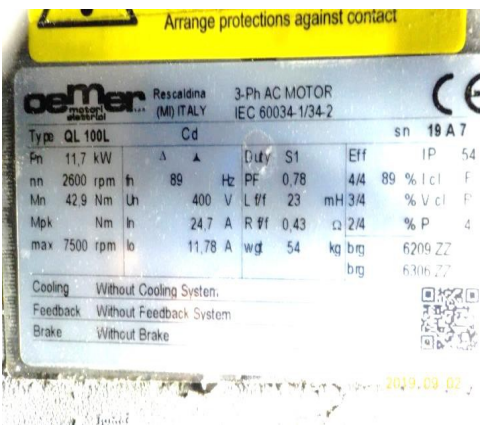 Arrange protections against contact
oemer motori elettrici Rescaldina (MI) ITALY 3-Ph AC MOTOR IEC 60034-1/34-2 CE
Type QL 100L Cd sn 19 A 7
Pn 11,7 kW Δ Duty S1 Eff IP 54
nn 2600 rpm fn 89 Hz PF 0,78 4/4 89 % I cl F
Mn 42,9 Nm Un 400 V L f/f 23 mH 3/4 % V cl
Mpk Nm In 24,7 A R f/f 0,43 Ω 2/4 % P 4
max 7500 rpm Io 11,78 A wgt 54 kg brg 6209 ZZ
brg 6306 ZZ
Cooling Without Cooling System
Feedback Without Feedback System
Brake Without Brake
2019.08.02